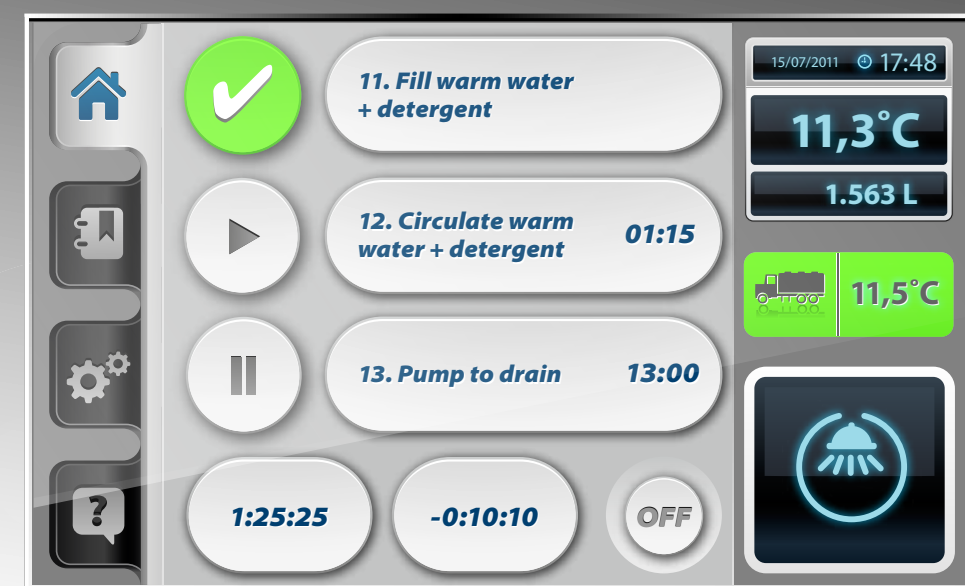 11. Fill warm water
+ detergent
12. Circulate warm
water + detergent
01:15
13. Pump to drain
13:00
1:25:25
-0:10:10
OFF
15/07/2011
17:48
11,3°C
1.563 L
11,5°C
?